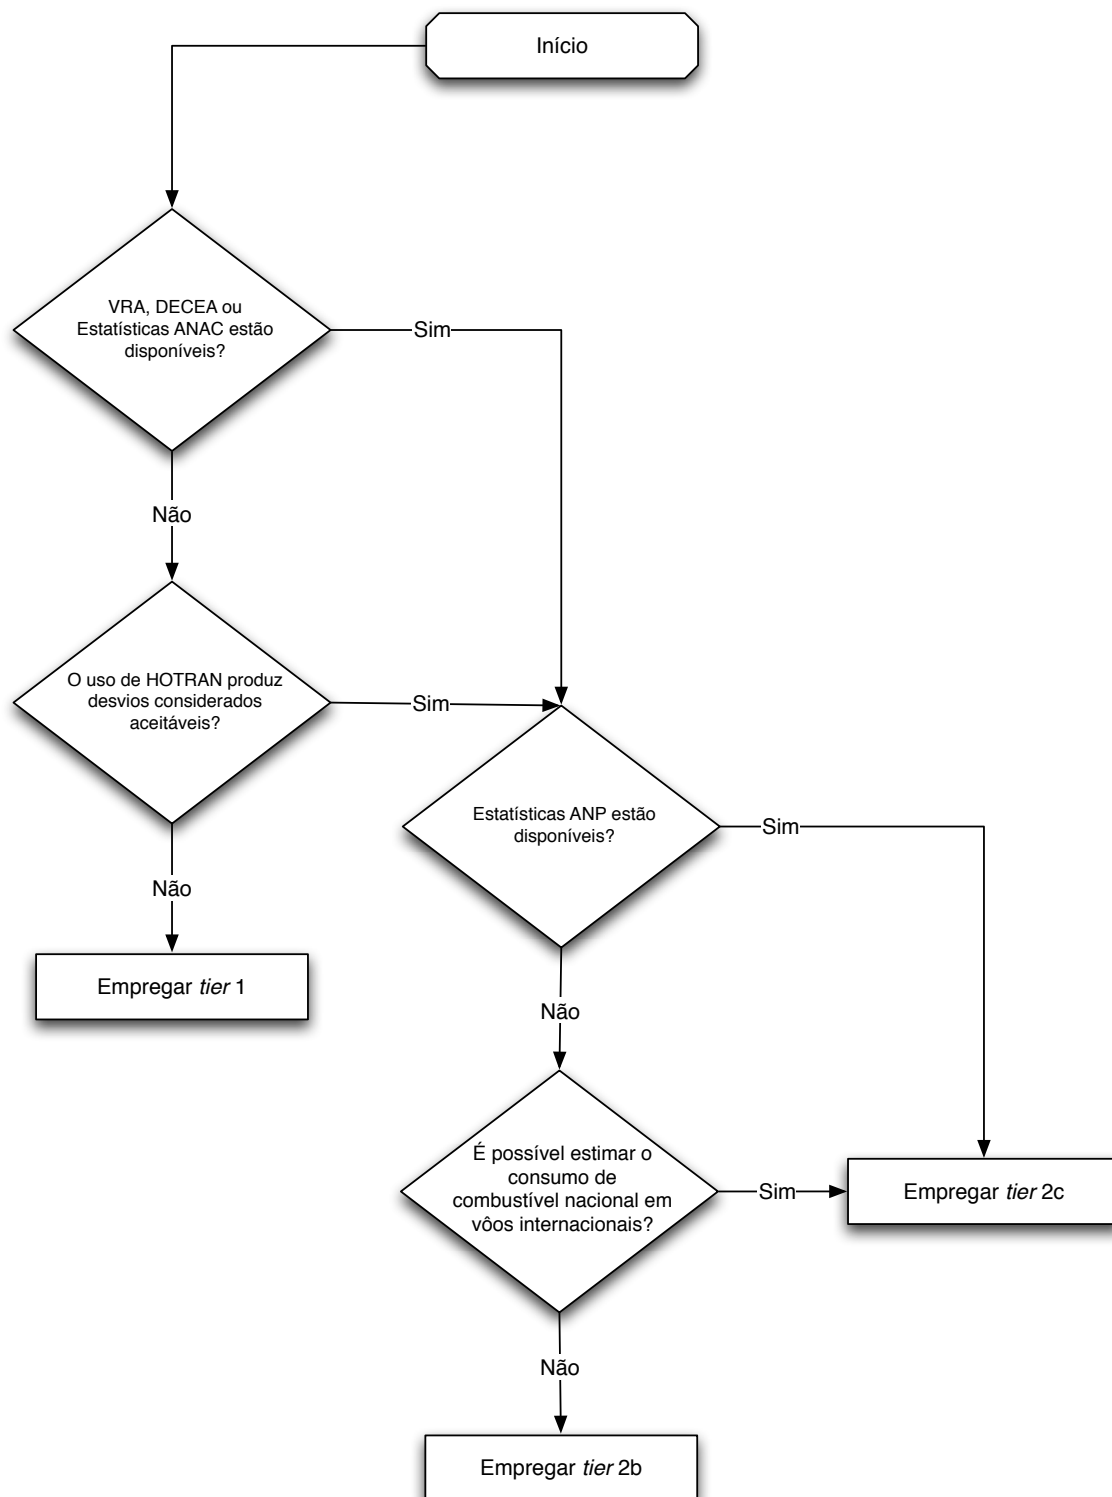 Início
VRA, DECEA ou
Estatísticas ANAC estão
disponíveis?
Sim
Não
O uso de HOTRAN produz
desvios considerados
aceitáveis?
Sim
Estatísticas ANP estão
disponíveis?
Sim
Não
Empregar tier 1
Não
É possível estimar o
consumo de
combustível nacional em
vôos internacionais?
Sim
Empregar tier 2c
Não
Empregar tier 2b